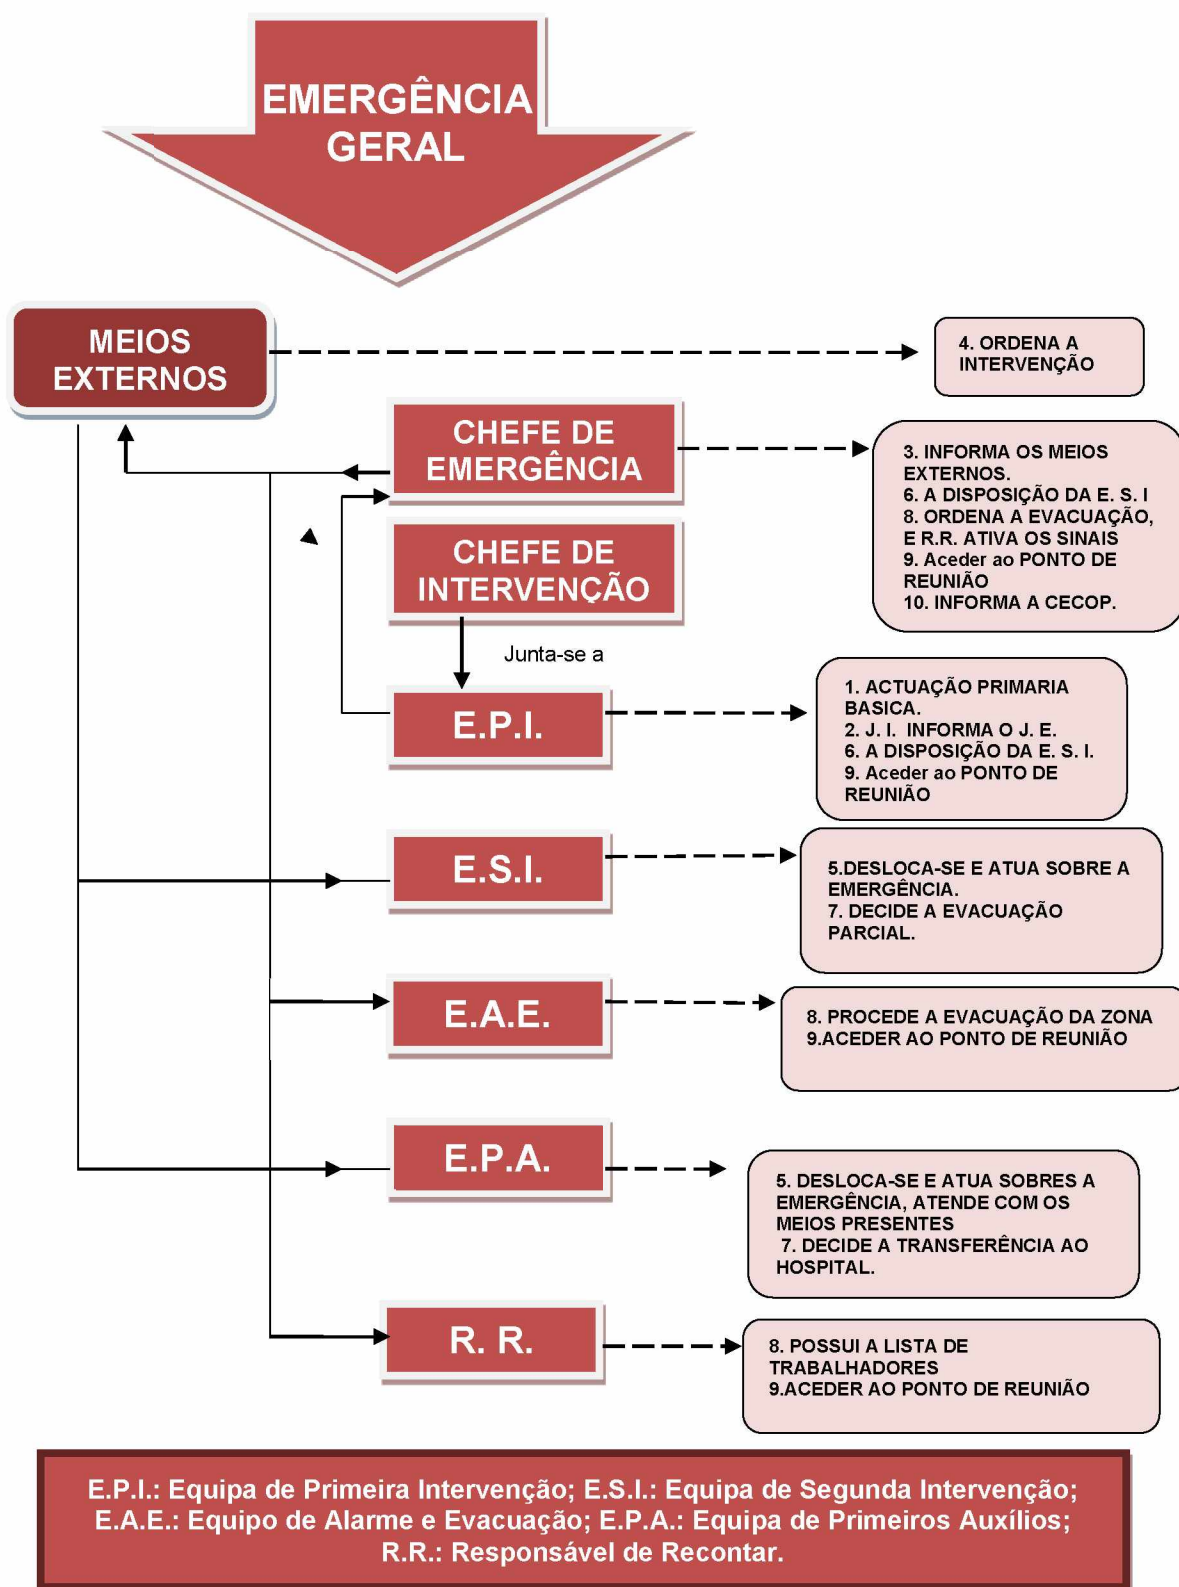 EMERGÊNCIA
GERAL
MEIOS
EXTERNOS
4. ORDENA A
INTERVENÇÃO
CHEFE DE
EMERGÊNCIA
3. INFORMA OS MEIOS
EXTERNOS.
6. A DISPOSIÇÃO DA E. S. I
8. ORDENA A EVACUAÇÃO,
E R.R. ATIVA OS SINAIS
9. Aceder ao PONTO DE
REUNIÃO
10. INFORMA A CECOP.
CHEFE DE
INTERVENÇÃO
Junta-se a
E.P.I.
1. ACTUAÇÃO PRIMARIA
BASICA.
2. J. I. INFORMA O J. E.
6. A DISPOSIÇÃO DA E. S. I.
9. Aceder ao PONTO DE
REUNIÃO
E.S.I.
5.DESLOCA-SE E ATUA SOBRE A
EMERGÊNCIA.
7. DECIDE A EVACUAÇÃO
PARCIAL.
E.A.E.
8. PROCEDE A EVACUAÇÃO DA ZONA
9.ACEDER AO PONTO DE REUNIÃO
E.P.A.
5. DESLOCA-SE E ATUA SOBRES A
EMERGÊNCIA, ATENDE COM OS
MEIOS PRESENTES
7. DECIDE A TRANSFERÊNCIA AO
HOSPITAL.
R. R.
8. POSSUI A LISTA DE
TRABALHADORES
9.ACEDER AO PONTO DE REUNIÃO
E.P.I.: Equipa de Primeira Intervenção; E.S.I.: Equipa de Segunda Intervenção;
E.A.E.: Equipo de Alarme e Evacuação; E.P.A.: Equipa de Primeiros Auxílios;
R.R.: Responsável de Recontar.